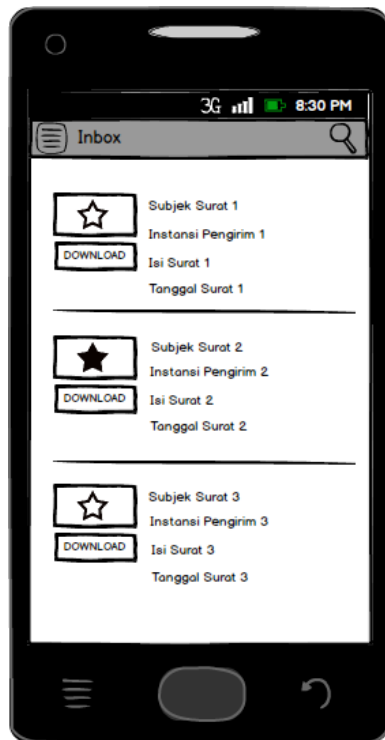 3G 8:30 PM
Inbox
Subjek Surat 1
Instansi Pengirim 1
DOWNLOAD
Isi Surat 1
Tanggal Surat 1
Subjek Surat 2
Instansi Pengirim 2
DOWNLOAD
Isi Surat 2
Tanggal Surat 2
Subjek Surat 3
Instansi Pengirim 3
DOWNLOAD
Isi Surat 3
Tanggal Surat 3